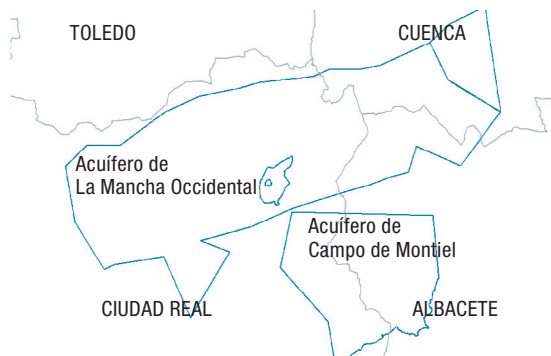 TOLEDO
CUENCA
Acuífero de
La Mancha Occidental
Acuífero de
Campo de Montiel
CIUDAD REAL
ALBACETE